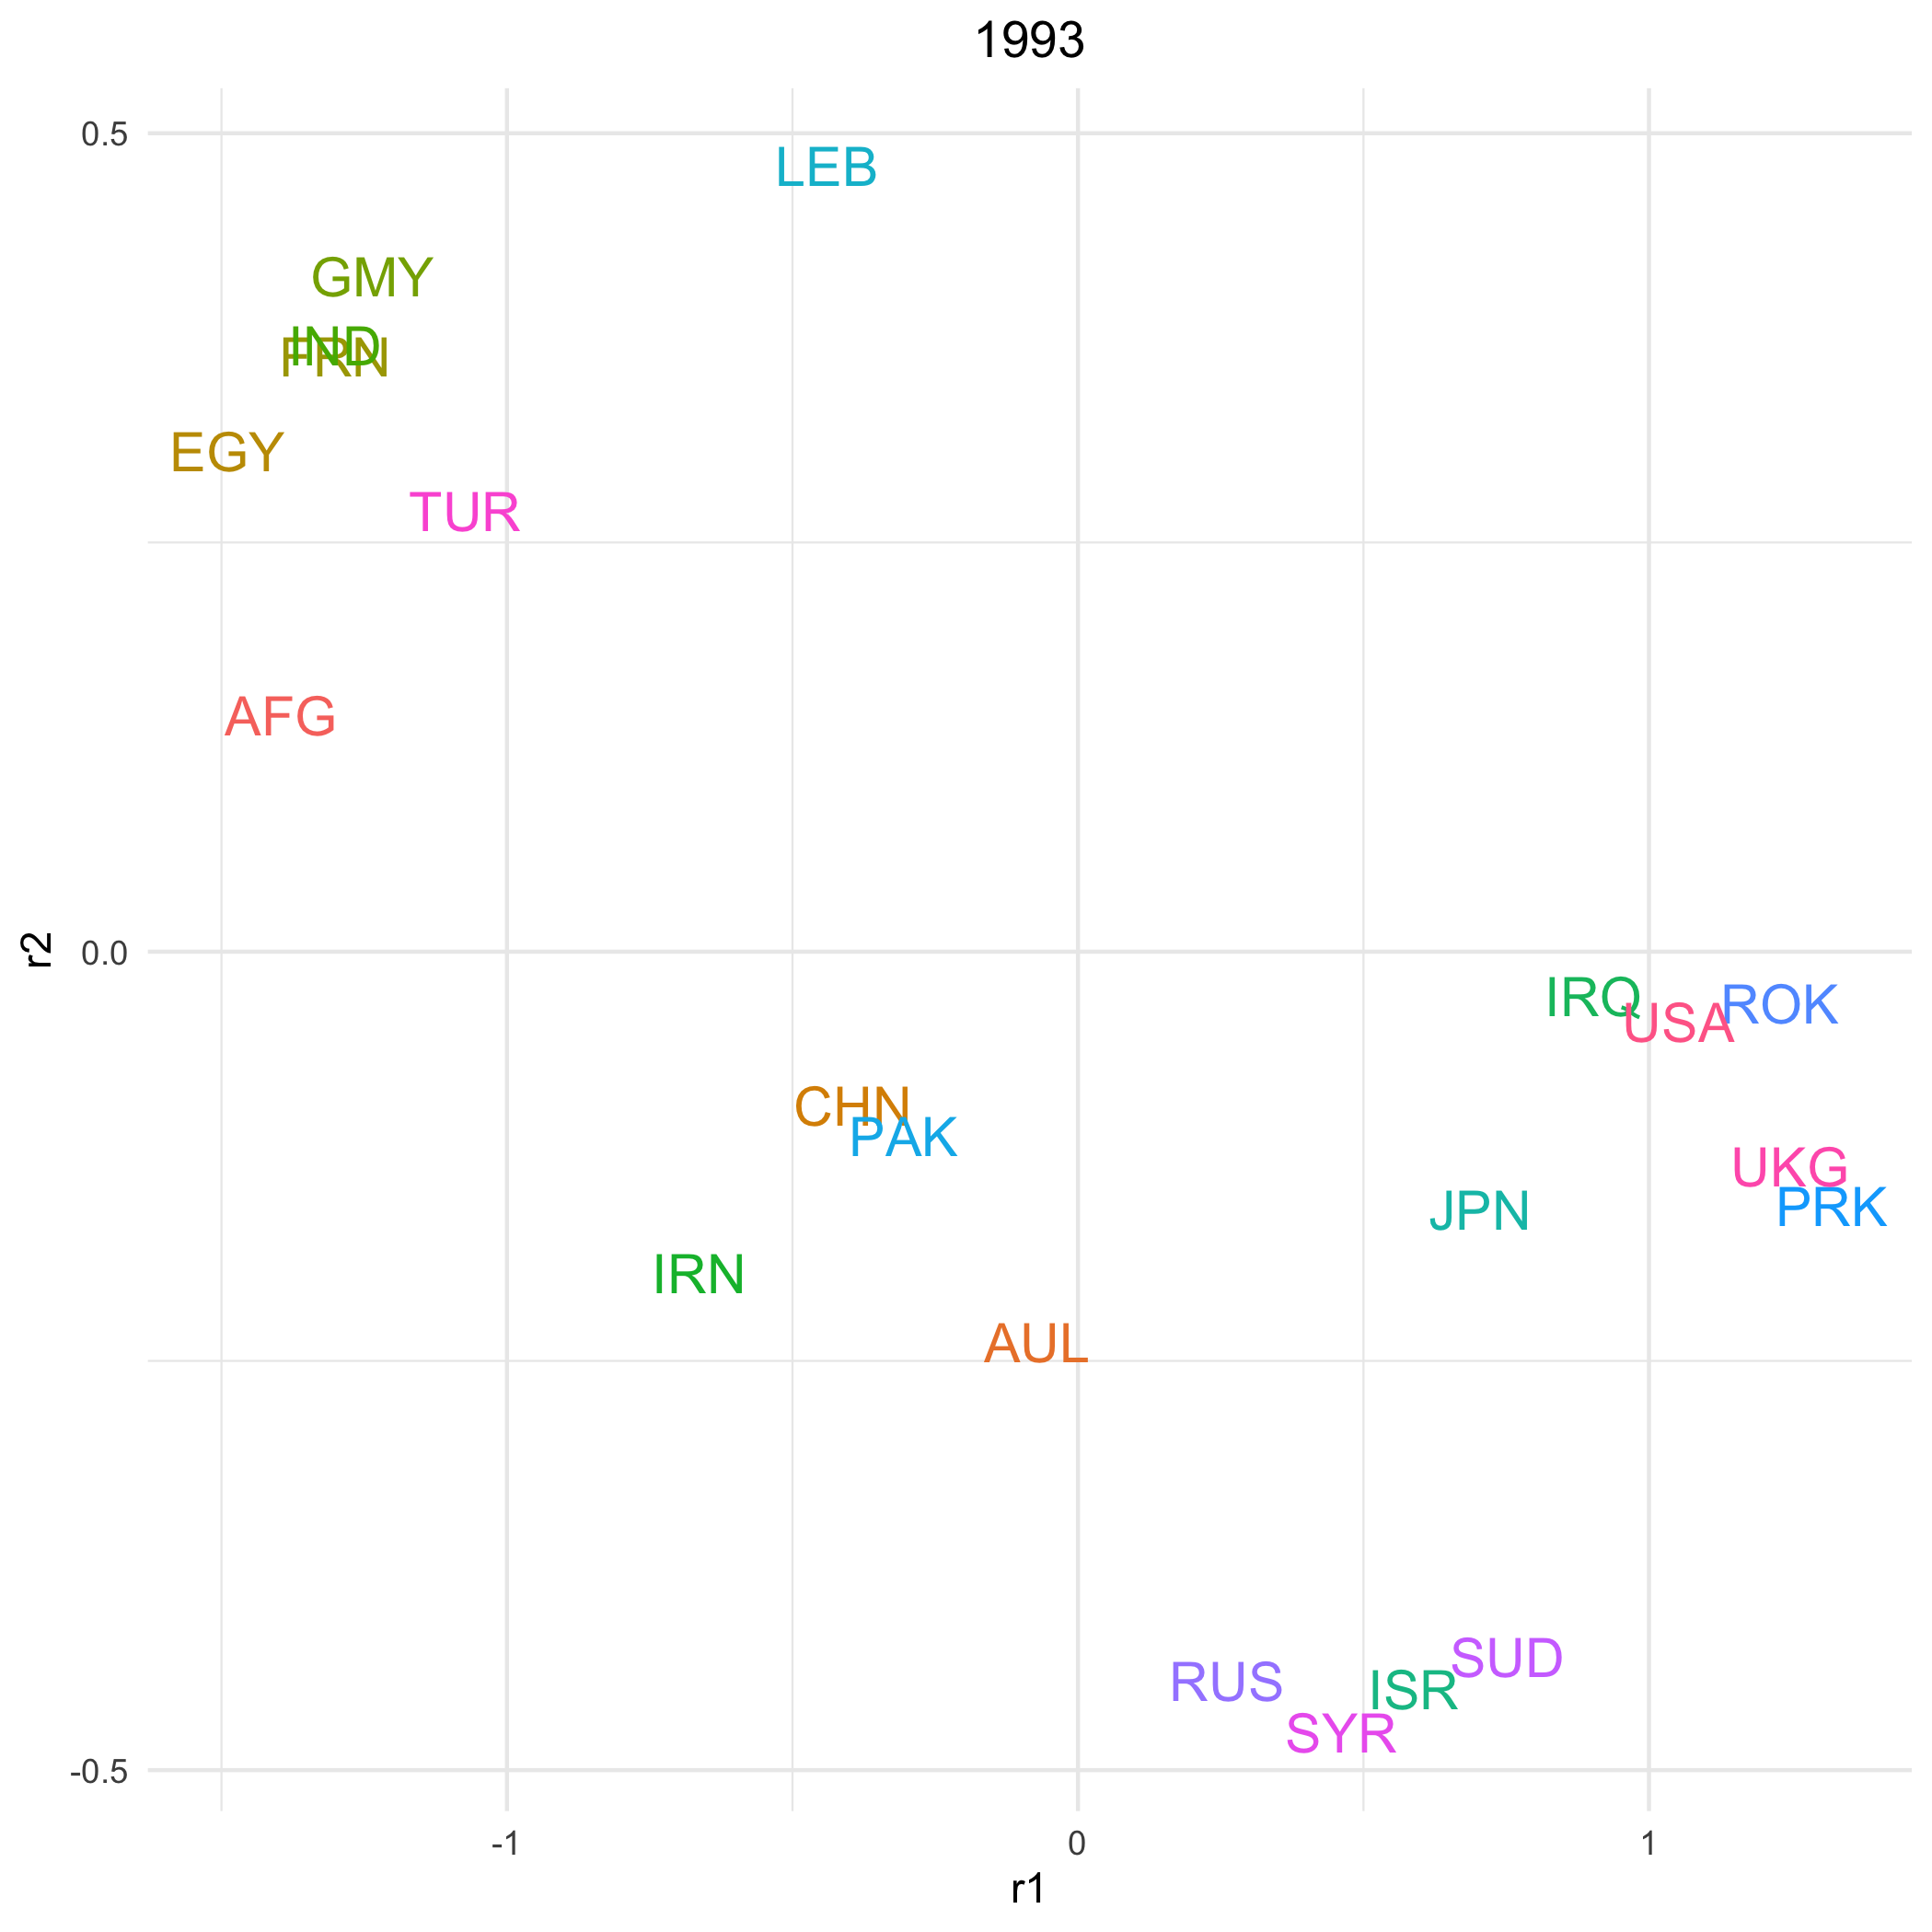 1993
0.5
LEB
GMY
IND
FRN
EGY
TUR
AFG
r2
0.0
IRQ
ROK
USA
CHN
PAK
UKG
PRK
JPN
IRN
AUL
SUD
RUS
ISR
SYR
-0.5
-1
0
1
r1